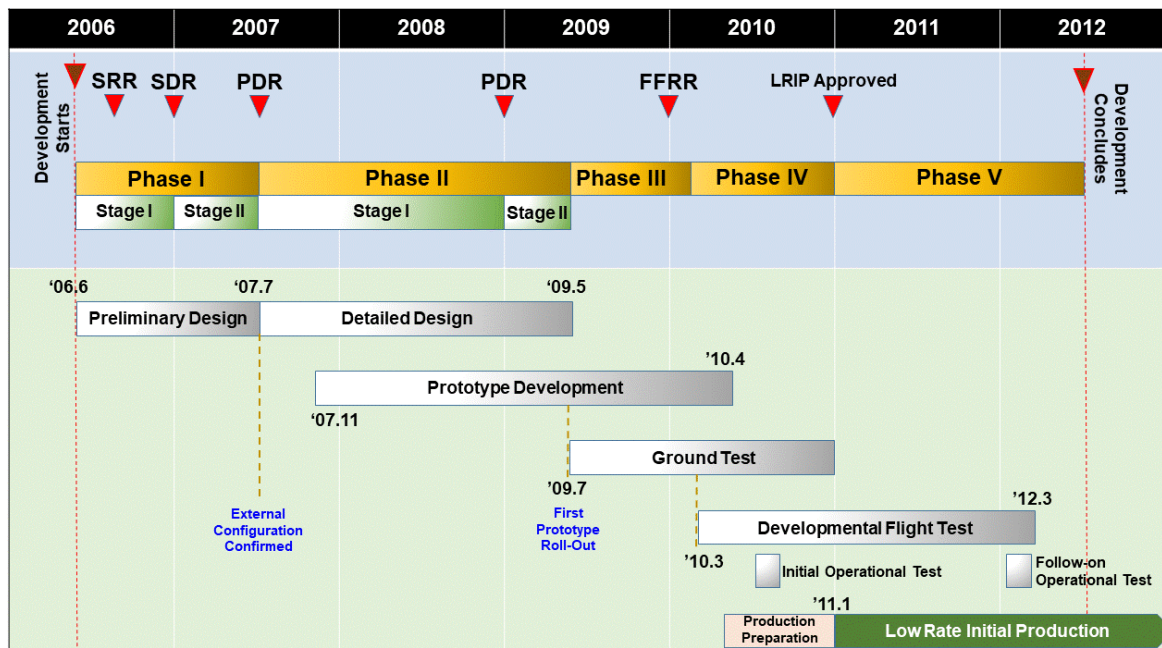 2006 2007 2008 2009 2010 2011 2012
Development
Starts
SRR SDR PDR PDR FFRR LRIP Approved
Development
Concludes
Phase I Phase II Phase III Phase IV Phase V
Stage I Stage II Stage I Stage II
‘06.6 ‘07.7 ‘09.5
Preliminary Design Detailed Design
’10.4
Prototype Development
‘07.11
Ground Test
’09.7
External
Configuration
Confirmed
First
Prototype
Roll-Out
’12.3
Developmental Flight Test
’10.3
Initial Operational Test
Follow-on
Operational Test
’11.1
Production
Preparation
Low Rate Initial Production